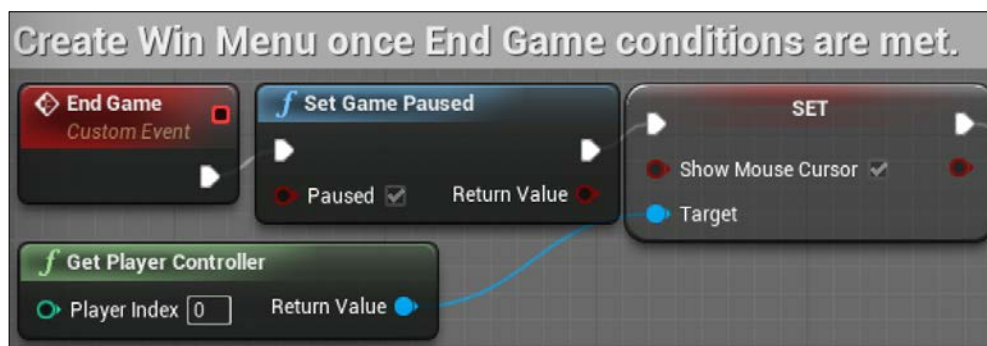 Create Win Menu once End Game conditions are met.
End Game
Custom Event
f Set Game Paused
Paused
Return Value
SET
Show Mouse Cursor
Target
f Get Player Controller
Player Index 0
Return Value